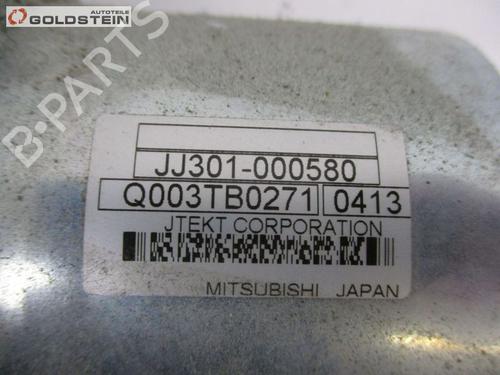 AUTOTEILE
GOLDSTEIN
B-Parts
JJ301-000580
Q003TB0271 0413
JTEKT CORPORATION
MITSUBISHI JAPAN